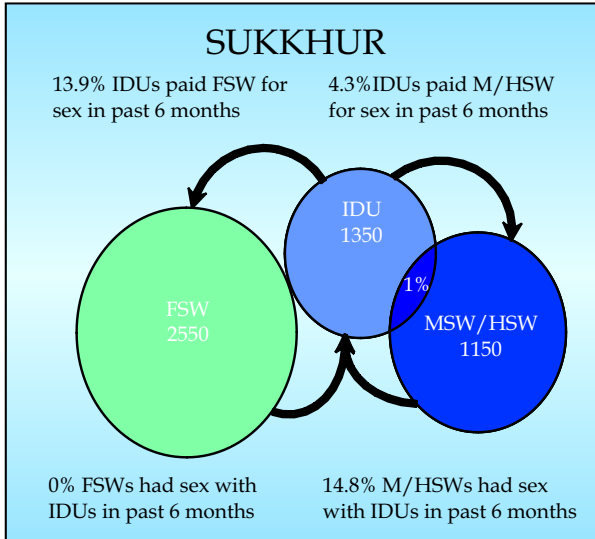 SUKKHUR
13.9% IDUs paid FSW for
sex in past 6 months
4.3%IDUs paid M/HSW
for sex in past 6 months
IDU
1350
1%
FSW
2550
MSW/HSW
1150
0% FSWs had sex with
IDUs in past 6 months
14.8% M/HSWs had sex
with IDUs in past 6 months